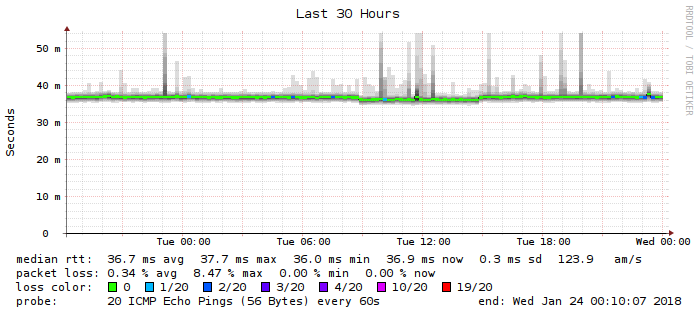 Last 30 Hours
RRDTOOL / TOBI OETIKER
Seconds
50 m
40 m
30 m
20 m
10 m
0
Tue 00:00 Tue 06:00 Tue 12:00 Tue 18:00 Wed 00:00
median rtt: 36.7 ms avg 37.7 ms max 36.0 ms min 36.9 ms now 0.3 ms sd 123.9 am/s
packet loss: 0.34 % avg 8.47 % max 0.00 % min 0.00 % now
loss color: 0 1/20 2/20 3/20 4/20 10/20 19/20
probe: 20 ICMP Echo Pings (56 Bytes) every 60s end: Wed Jan 24 00:10:07 2018